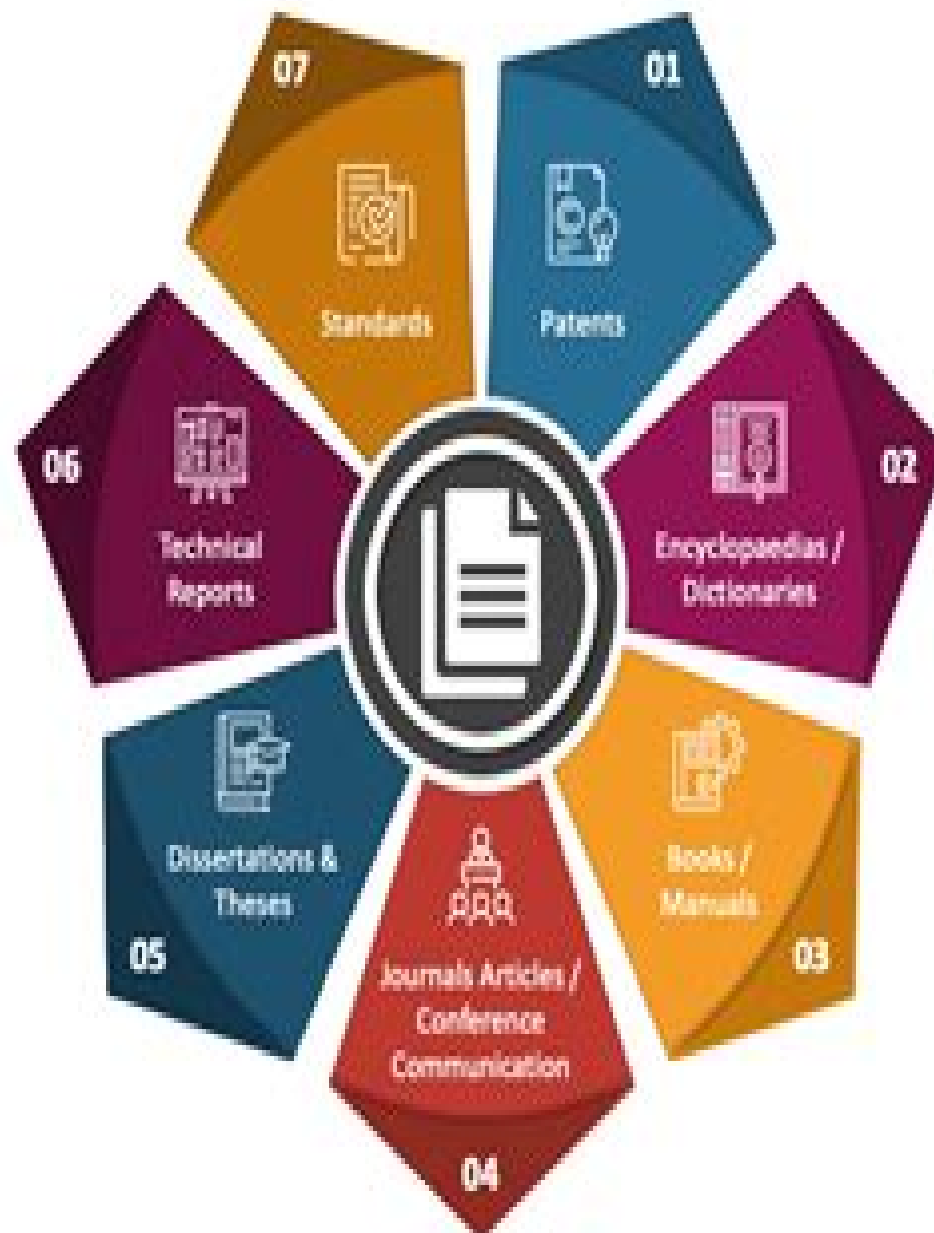 01
Patents
02
Encyclopaedias /
Dictionaries
03
Books /
Manuals
04
Journals Articles /
Conference
Communication
05
Dissertations &
Theses
06
Technical
Reports
07
Standards